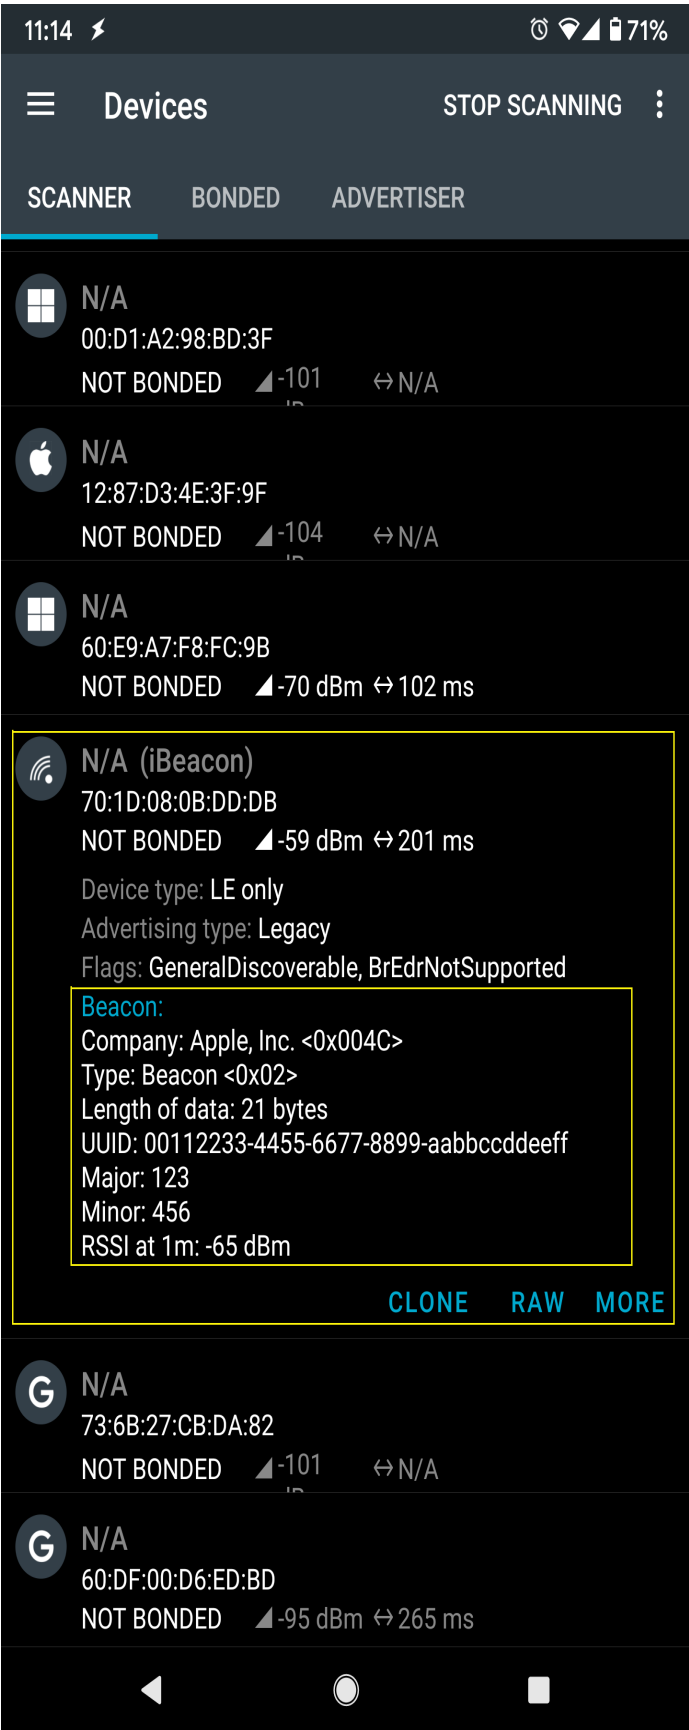 11:14 71%
Devices STOP SCANNING
SCANNER BONDED ADVERTISER
N/A
00:D1:A2:98:BD:3F
NOT BONDED -101 N/A
N/A
12:87:D3:4E:3F:9F
NOT BONDED -104 N/A
N/A
60:E9:A7:F8:FC:9B
NOT BONDED -70 dBm 102 ms
N/A (iBeacon)
70:1D:08:0B:DD:DB
NOT BONDED -59 dBm 201 ms
Device type: LE only
Advertising type: Legacy
Flags: GeneralDiscoverable, BrEdrNotSupported
Beacon:
Company: Apple, Inc. <0x004C>
Type: Beacon <0x02>
Length of data: 21 bytes
UUID: 00112233-4455-6677-8899-aabbccddeeff
Major: 123
Minor: 456
RSSI at 1m: -65 dBm
CLONE RAW MORE
G N/A
73:6B:27:CB:DA:82
NOT BONDED -101 N/A
G N/A
60:DF:00:D6:ED:BD
NOT BONDED -95 dBm 265 ms